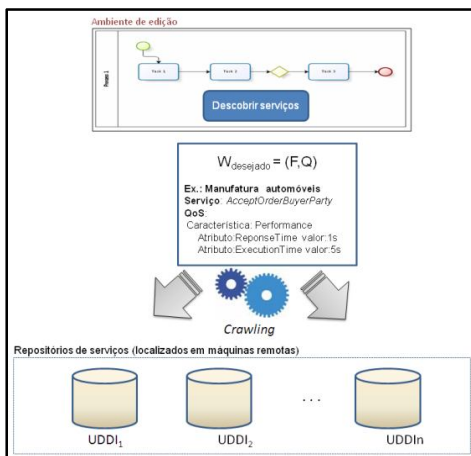 Ambiente de edição
Task 1
Task 2
Task 3
Descobrir serviços
Wdesejado = (F,Q)
Ex.: Manufatura automóveis
Serviço: AcceptOrderBuyerParty
QoS:
Característica: Performance
Atributo:ReponseTime valor:1s
Atributo:ExecutionTime valor:5s
Crawling
Repositórios de serviços (localizados em máquinas remotas)
...
UDDI1
UDDI2
UDDIn